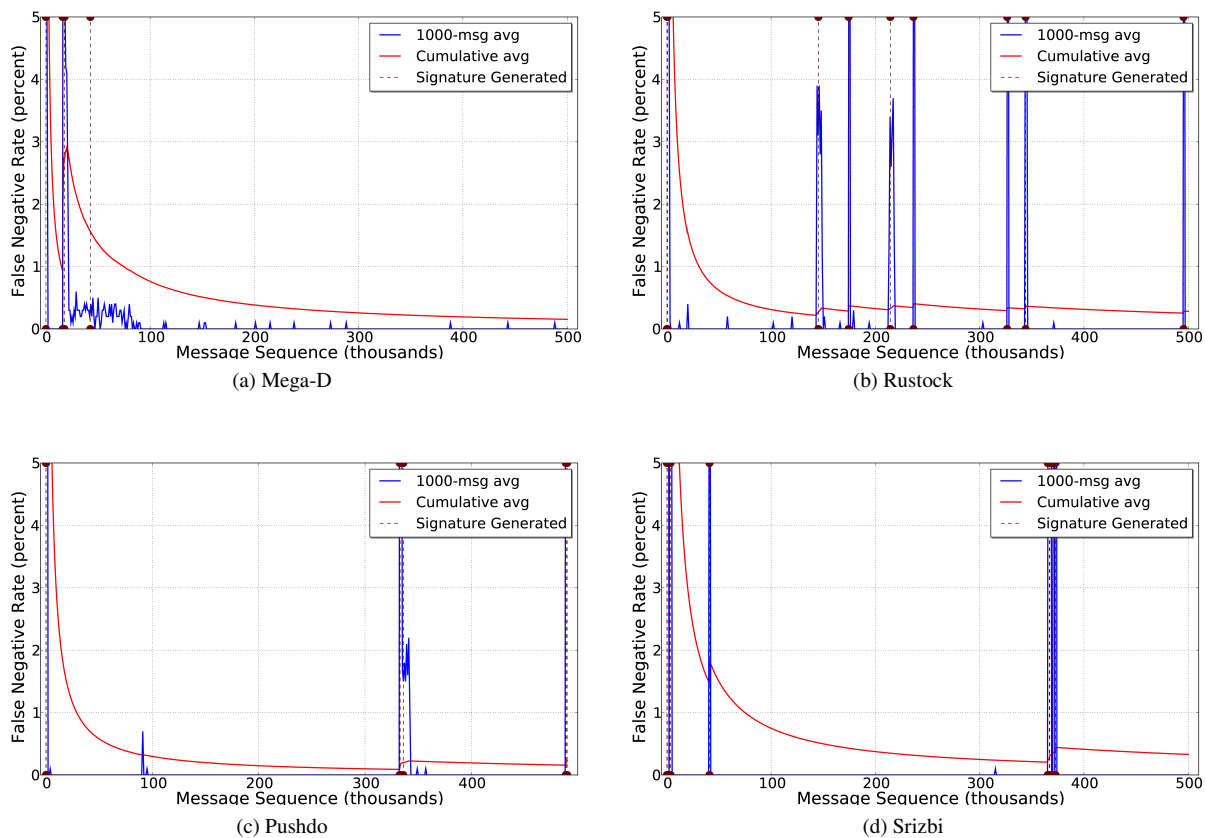 5
4
3
2
1
0
False Negative Rate (percent)
1000-msg avg
Cumulative avg
Signature Generated
0 100 200 300 400 500
Message Sequence (thousands)
(a) Mega-D
5
4
3
2
1
0
False Negative Rate (percent)
1000-msg avg
Cumulative avg
Signature Generated
0 100 200 300 400 500
Message Sequence (thousands)
(b) Rustock
5
4
3
2
1
0
False Negative Rate (percent)
1000-msg avg
Cumulative avg
Signature Generated
0 100 200 300 400
Message Sequence (thousands)
(c) Pushdo
5
4
3
2
1
0
False Negative Rate (percent)
1000-msg avg
Cumulative avg
Signature Generated
0 100 200 300 400 500
Message Sequence (thousands)
(d) Srizbi